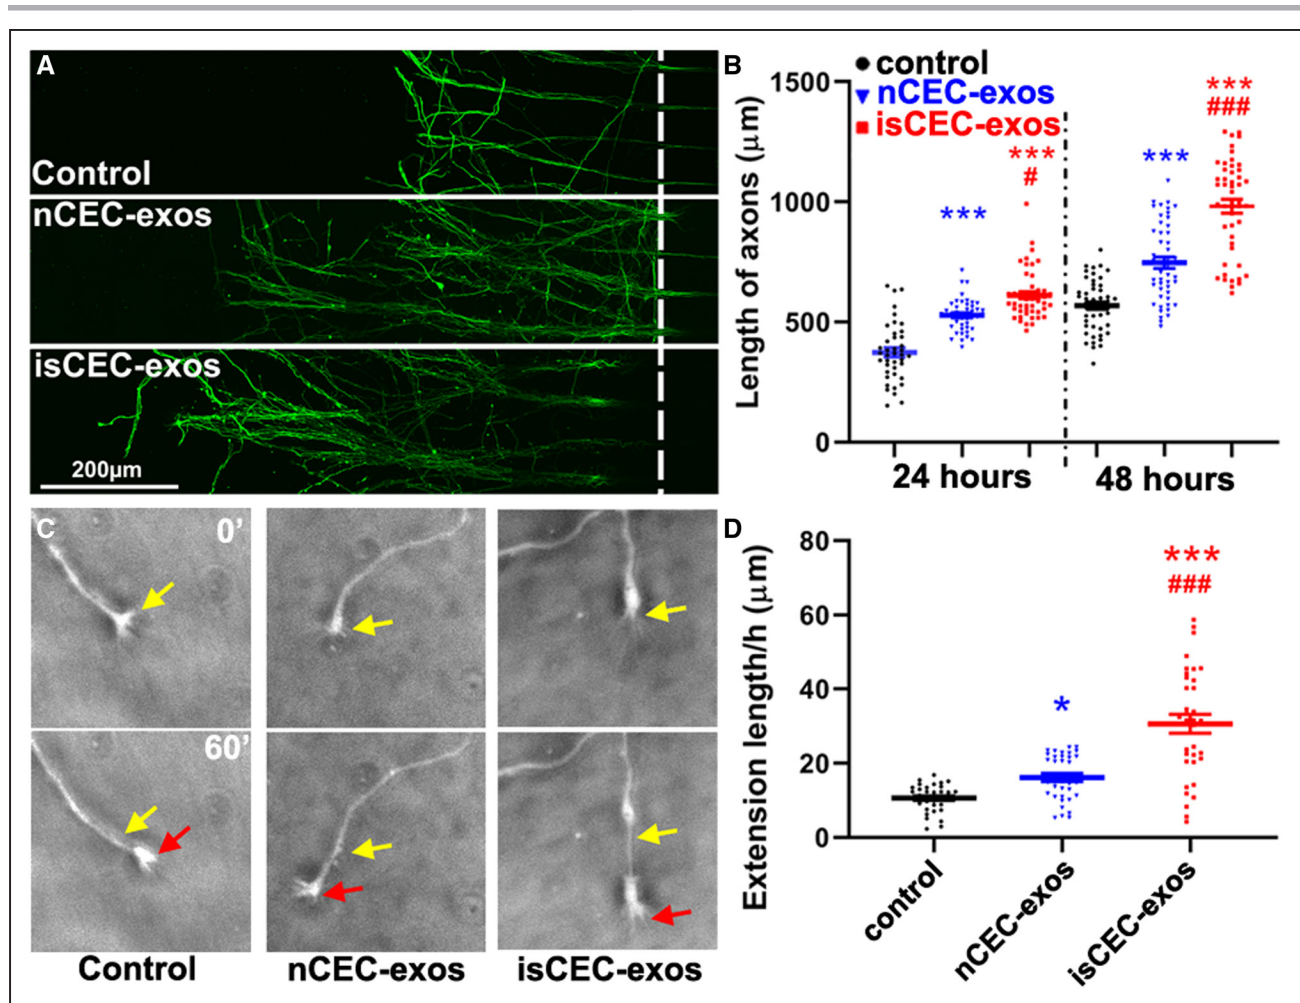 A
Control
nCEC-exos
isCEC-exos
200μm
B
control
nCEC-exos
isCEC-exos
Length of axons (μm)
1500
1000
500
0
***
***
#
***
***
###
24 hours
48 hours
C
0'
60'
Control
nCEC-exos
isCEC-exos
D
Extension length/h (μm)
80
60
40
20
0
*
***
###
control
nCEC-exos
isCEC-exos